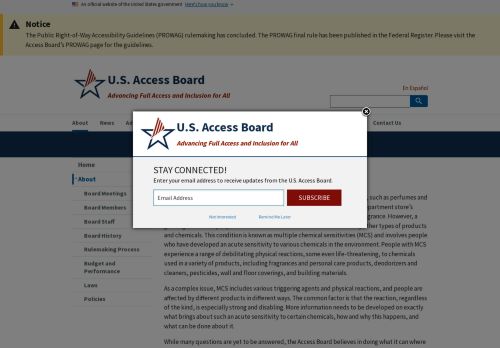 An official website of the United States government Here's how you know
Notice
The Public Right-of-Way Accessibility Guidelines (PROWAG) rulemaking has concluded. The PROWAG final rule has been published in the Federal Register. Please visit the
Access Board's PROWAG page for the guidelines.
U.S. Access Board
Advancing Full Access and Inclusion for All
En Español
About News Contact Us
U.S. Access Board
Advancing Full Access and Inclusion for All
STAY CONNECTED!
Enter your email address to receive updates from the U.S. Access Board.
Email Address
SUBSCRIBE
Not Interested Remind Me Later
Home
About
Board Meetings
Board Members
Board Staff
Board History
Rulemaking Process
Budget and
Performance
Laws
Policies
, such as perfumes and
partment store's
grance. However, a
ther types of products
and chemicals. This condition is known as multiple chemical sensitivities (MCS) and involves people
who have developed an acute sensitivity to various chemicals in the environment. People with MCS
experience a range of debilitating physical reactions, some even life-threatening, to chemicals
used in a variety of products, including fragrances and personal care products, deodorizers and
cleaners, pesticides, wall and floor coverings, and building materials.
As a complex issue, MCS includes various triggering agents and physical reactions, and people are
affected by different products in different ways. The common factor is that the reaction, regardless
of the kind, is especially strong and disabling. More information needs to be developed on exactly
what brings about such an acute sensitivity to certain chemicals, how and why this happens, and
what can be done about it.
While many questions are yet to be answered, the Access Board believes in doing what it can where